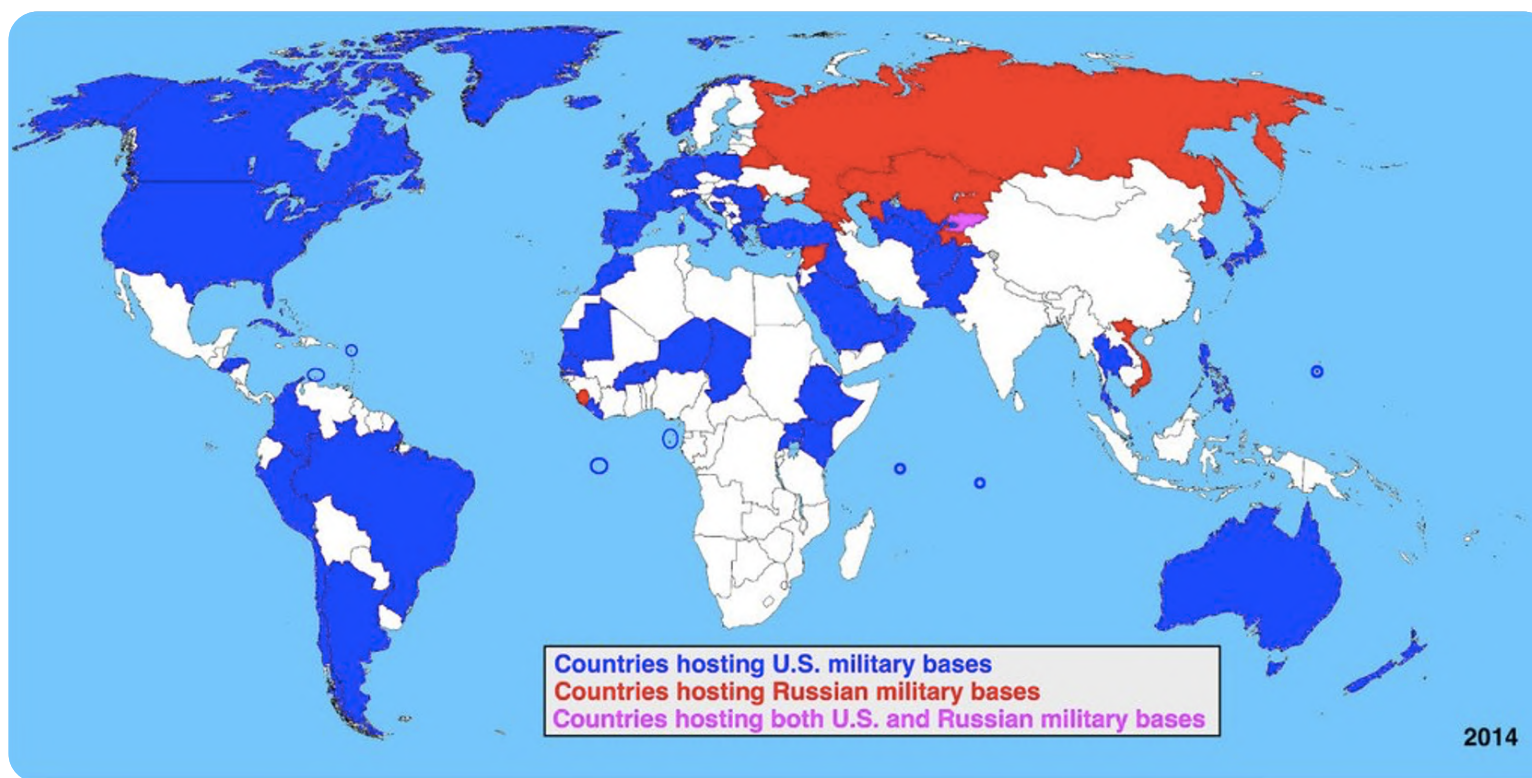 Countries hosting U.S. military bases
Countries hosting Russian military bases
Countries hosting both U.S. and Russian military bases
2014